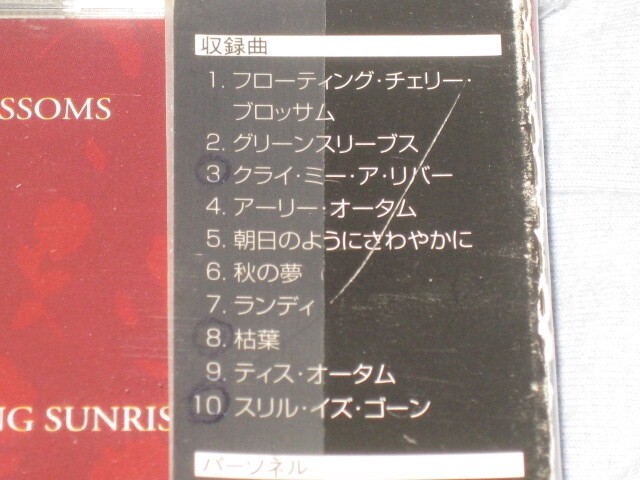 SSOMS
NG SUNRIS
収録曲
1. フローティング・チェリー・
ブロッサム
2. グリーンスリーブス
3. クライ・ミー・ア・リバー
4. アーリー・オータム
5. 朝日のようにさわやかに
6. 秋の夢
7. ランディ
8. 枯葉
9. ティス・オータム
10. スリル・イズ・ゴーン
パーソネル